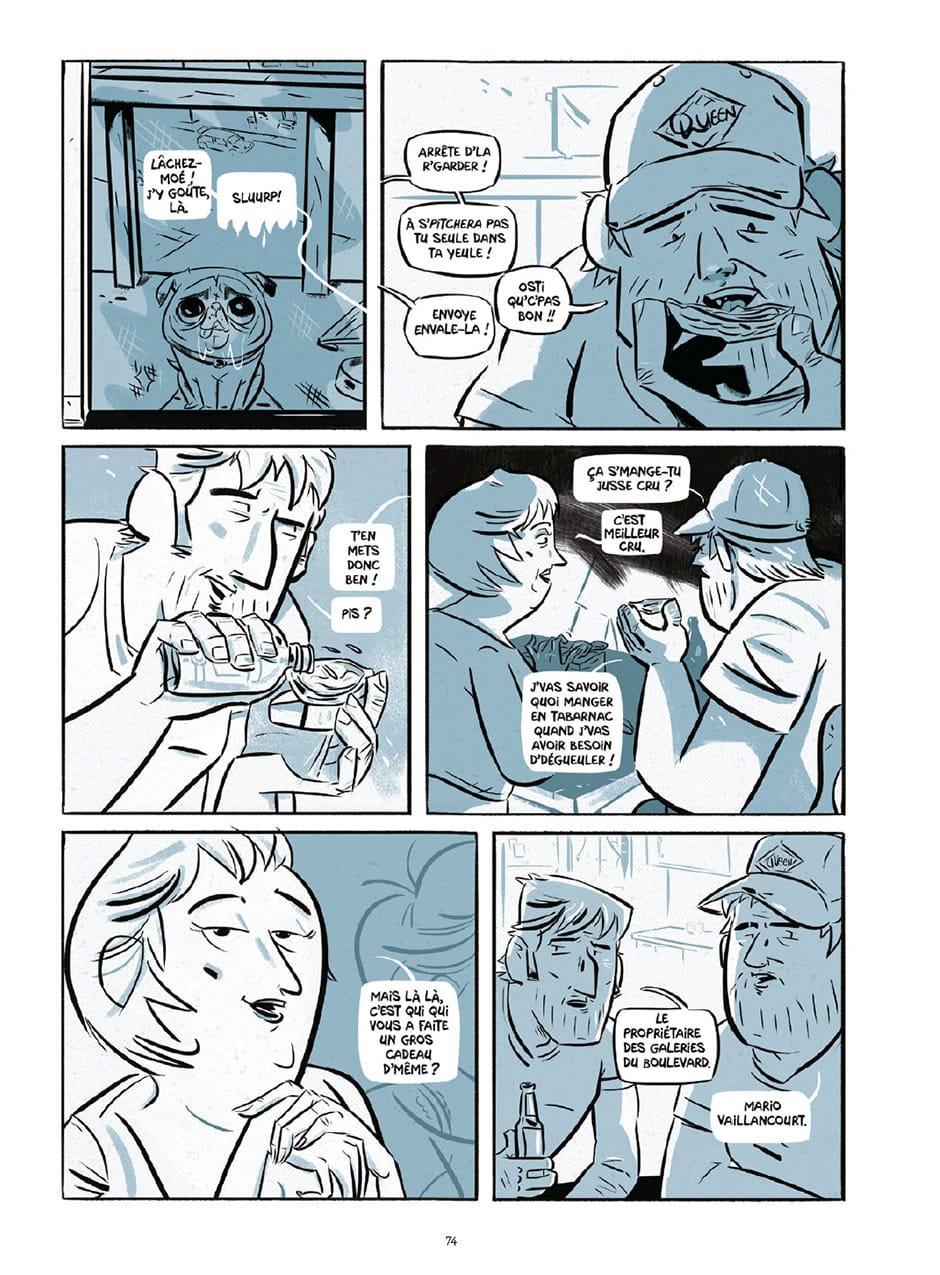 LÂCHEZ-
MOÉ !
J'Y GOÛTE,
LÀ.
SLUURP!
QUEEN
ARRÊTE D'LA
R'GARDER !
À S'PITCHERA PAS
TU SEULE DANS
TA YEULE !
OSTI
QU'C'PAS
BON !!
ENVOYE
ENVALE-LA !
T'EN
METS
DONC
BEN !
PIS ?
ÇA S'MANGE-TU
JUSSE CRU ?
C'EST
MEILLEUR
CRU.
J'VAS SAVOIR
QUOI MANGER
EN TABARNAC
QUAND J'VAS
AVOIR BESOIN
D'DÉGUEULER !
MAIS LÀ LÀ,
C'EST QUI QUI
VOUS A FAITE
UN GROS
CADEAU
D'MÊME ?
QUEEN
LE
PROPRIÉTAIRE
DES GALERIES
DU BOULEVARD.
MARIO
VAILLANCOURT.
74